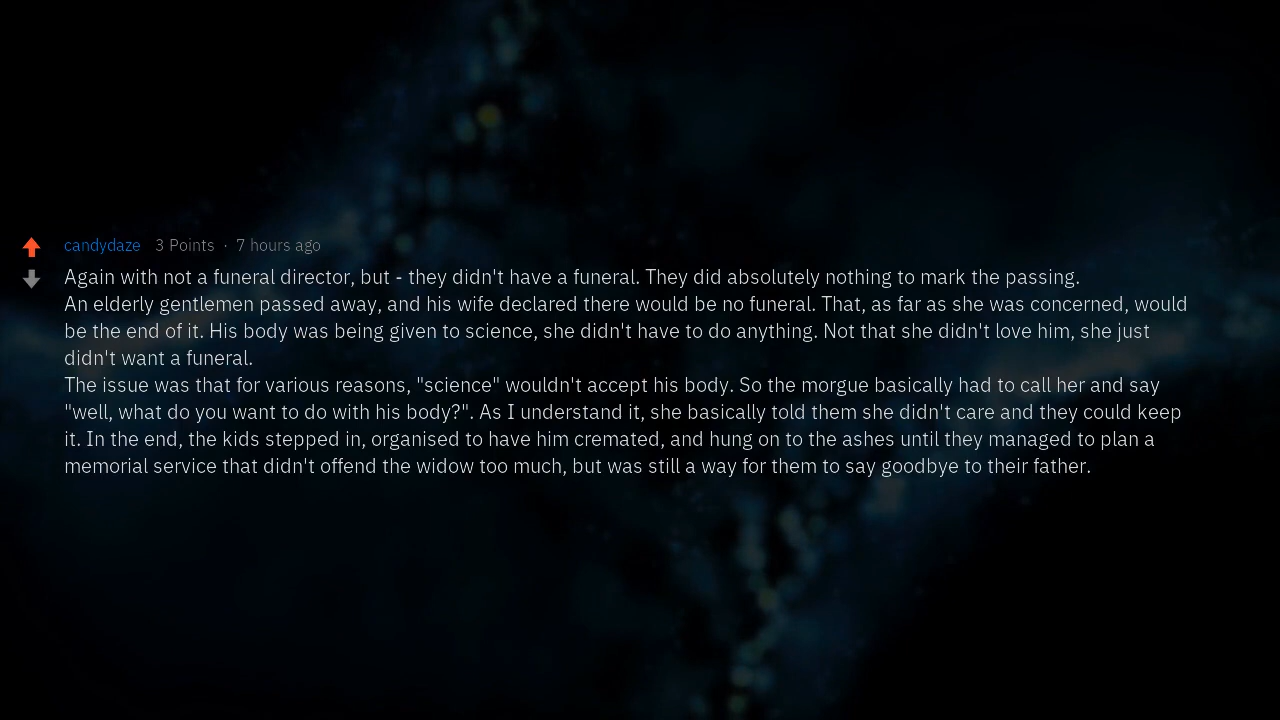 candydaze 3 Points · 7 hours ago
Again with not a funeral director, but - they didn't have a funeral. They did absolutely nothing to mark the passing.
An elderly gentlemen passed away, and his wife declared there would be no funeral. That, as far as she was concerned, would
be the end of it. His body was being given to science, she didn't have to do anything. Not that she didn't love him, she just
didn't want a funeral.
The issue was that for various reasons, "science" wouldn't accept his body. So the morgue basically had to call her and say
"well, what do you want to do with his body?". As I understand it, she basically told them she didn't care and they could keep
it. In the end, the kids stepped in, organised to have him cremated, and hung on to the ashes until they managed to plan a
memorial service that didn't offend the widow too much, but was still a way for them to say goodbye to their father.